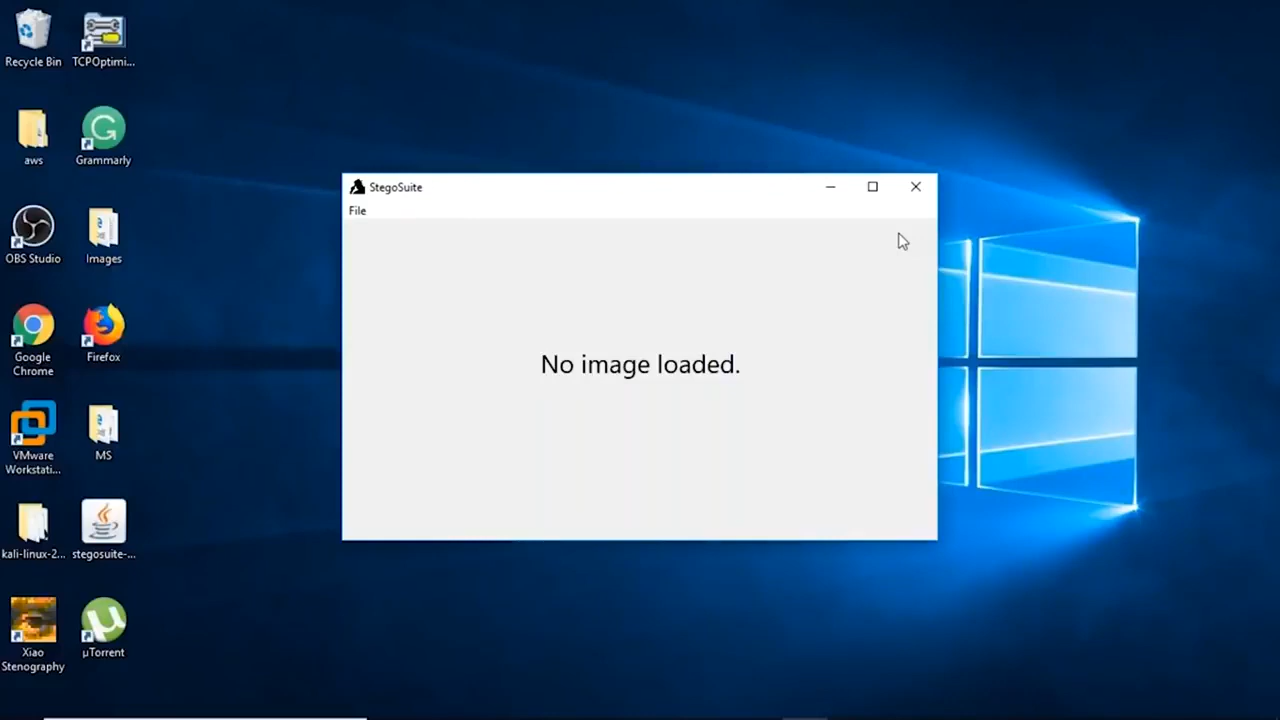 Recycle Bin
TCPOptimi...
aws
Grammarly
OBS Studio
Images
Google
Chrome
Firefox
VMware
Workstati...
MS
kali-linux-2...
stegosuite-...
Xiao
Stenography
µTorrent
StegoSuite
File
No image loaded.